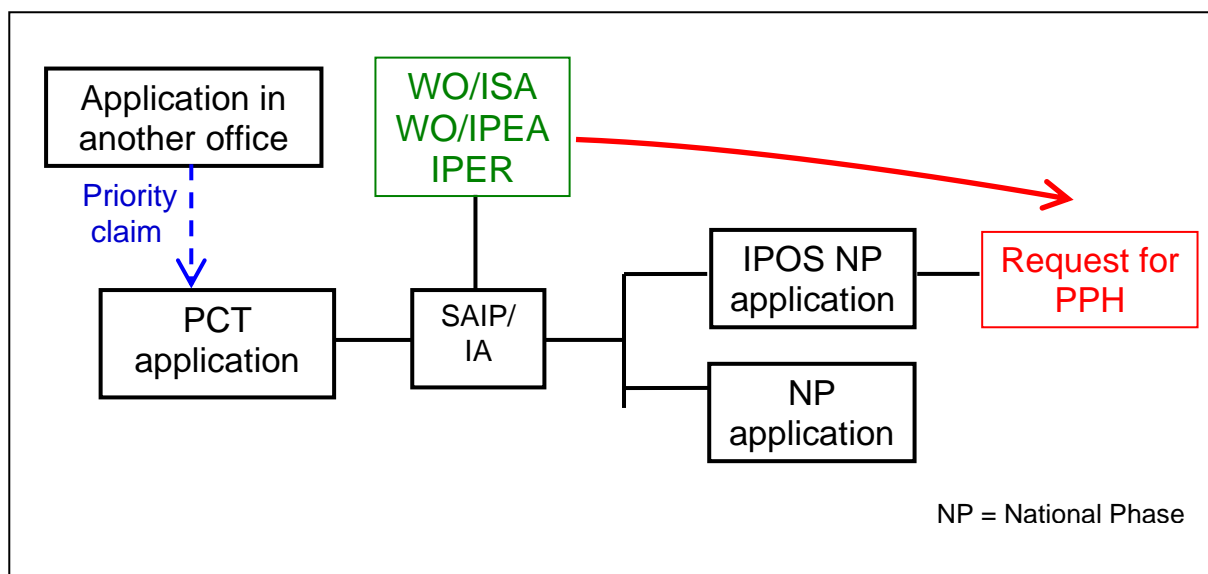 Application in
another office
WO/ISA
WO/IPEA
IPER
Priority
claim
PCT
application
SAIP/
IA
IPOS NP
application
Request for
PPH
NP
application
NP = National Phase